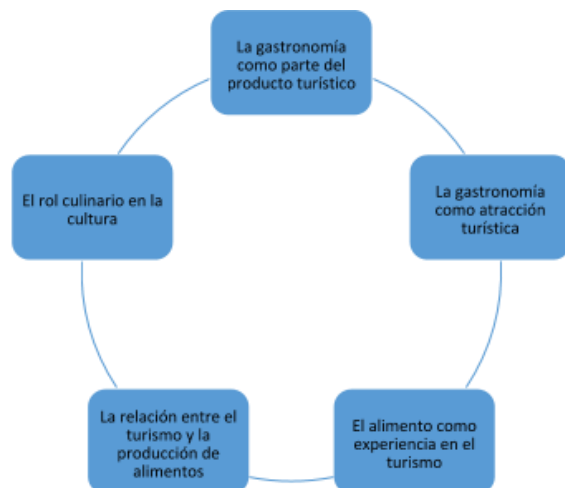 La gastronomía
como parte del
producto turístico
La gastronomía
como atracción
turística
El alimento como
experiencia en el
turismo
La relación entre el
turismo y la
producción de
alimentos
El rol culinario en la
cultura